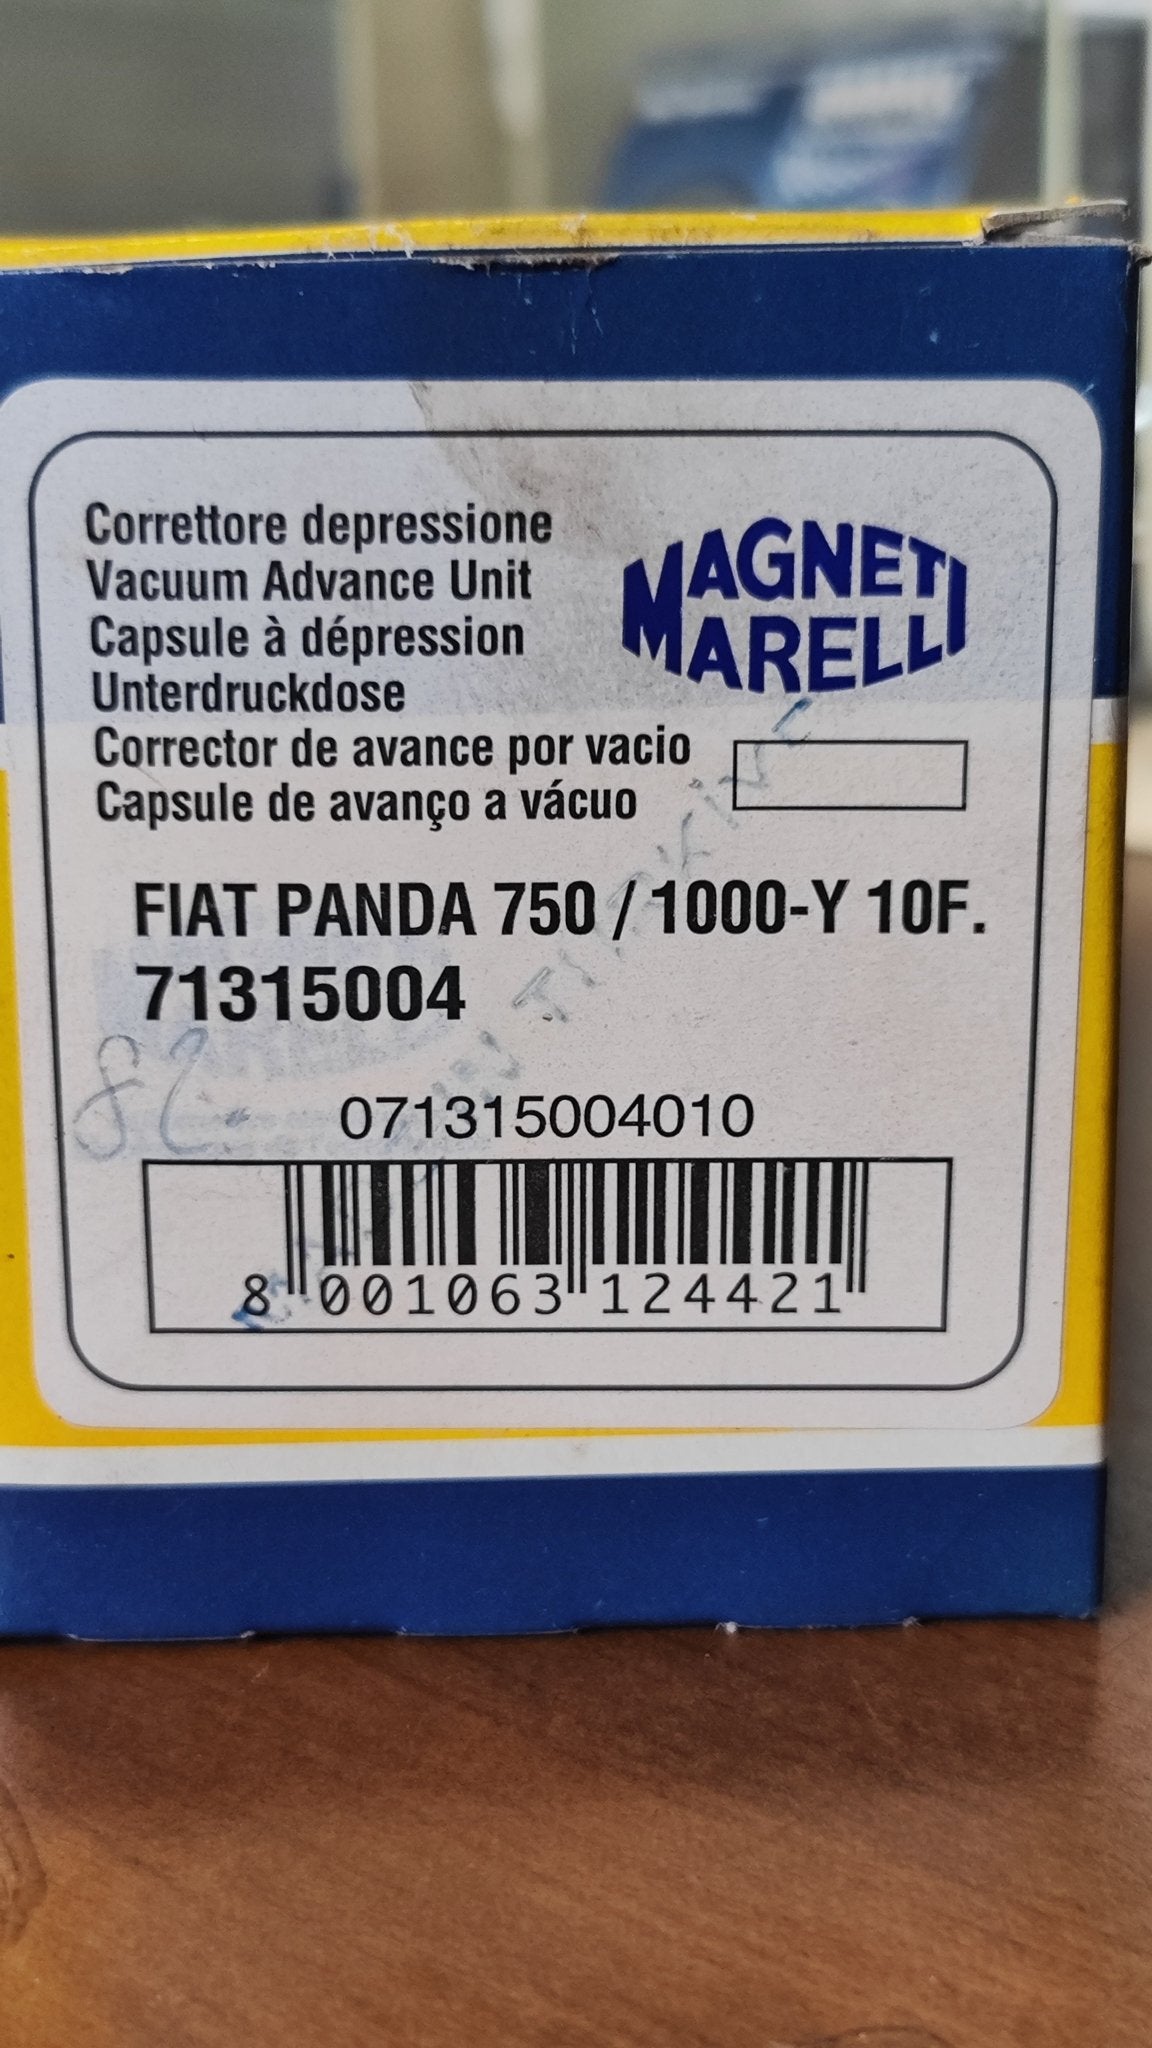 Correttore depressione
Vacuum Advance Unit
Capsule à dépression
Unterdruckdose
Corrector de avance por vacio
Capsule de avanço a vácuo
MAGNETI
MARELLI
FIAT PANDA 750 / 1000-Y 10F.
71315004
071315004010
8 001063 124421